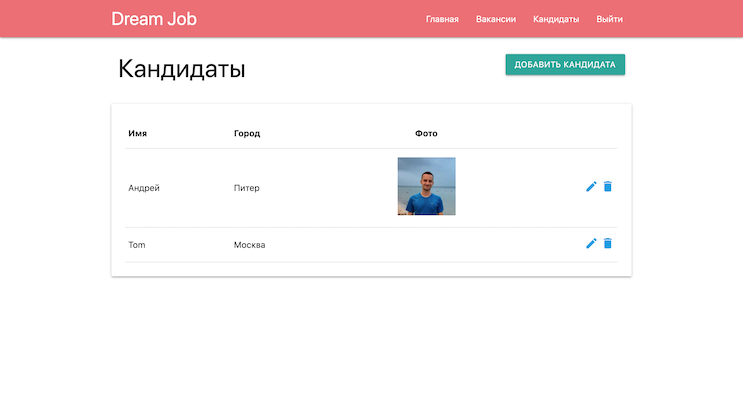 Dream Job Главная Вакансии Кандидаты Выйти
Кандидаты ДОБАВИТЬ КАНДИДАТА
Имя Город Фото
Андрей Питер
Tom Москва